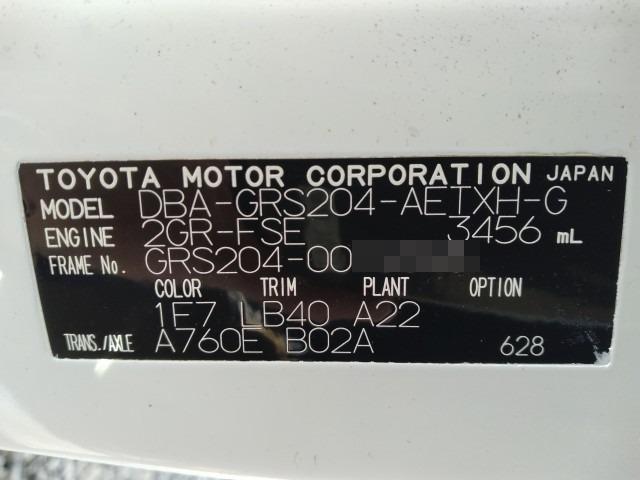 TOYOTA MOTOR CORPORATION JAPAN
MODEL DBA-GRS204-AETXH-G
ENGINE 2GR-FSE 3456 mL
FRAME No. GRS204-00
COLOR TRIM PLANT OPTION
1F7 LB40 A22
TRANS./AXLE A760E B02A 628